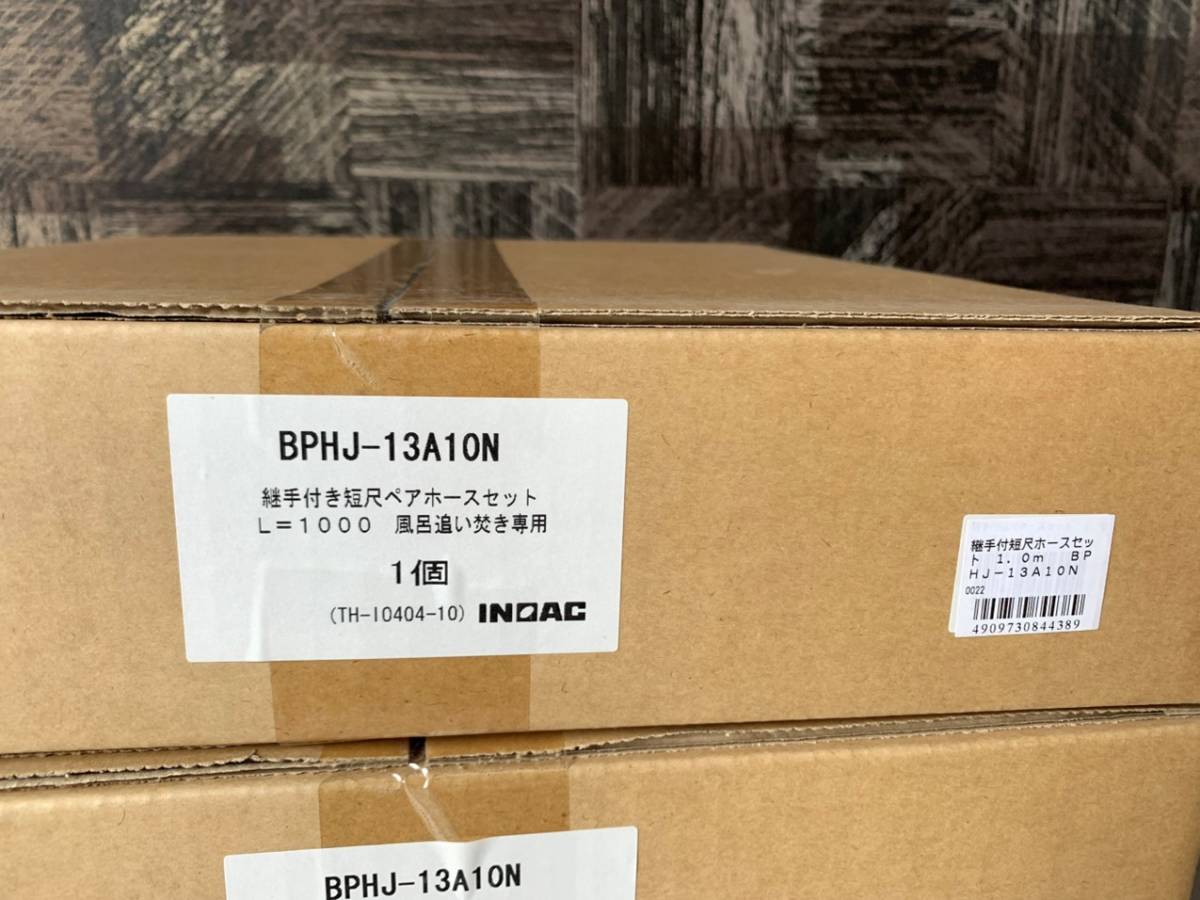 BPHJ-13A10N
継手付き短尺ペアホースセット
L=1000 風呂追い焚き専用
1個
(TH-I0404-10) INOAC
継手付短尺ホースセッ
ト 1.0m BP
HJ-13A10N
0022
4909730844389
BPHJ-13A10N